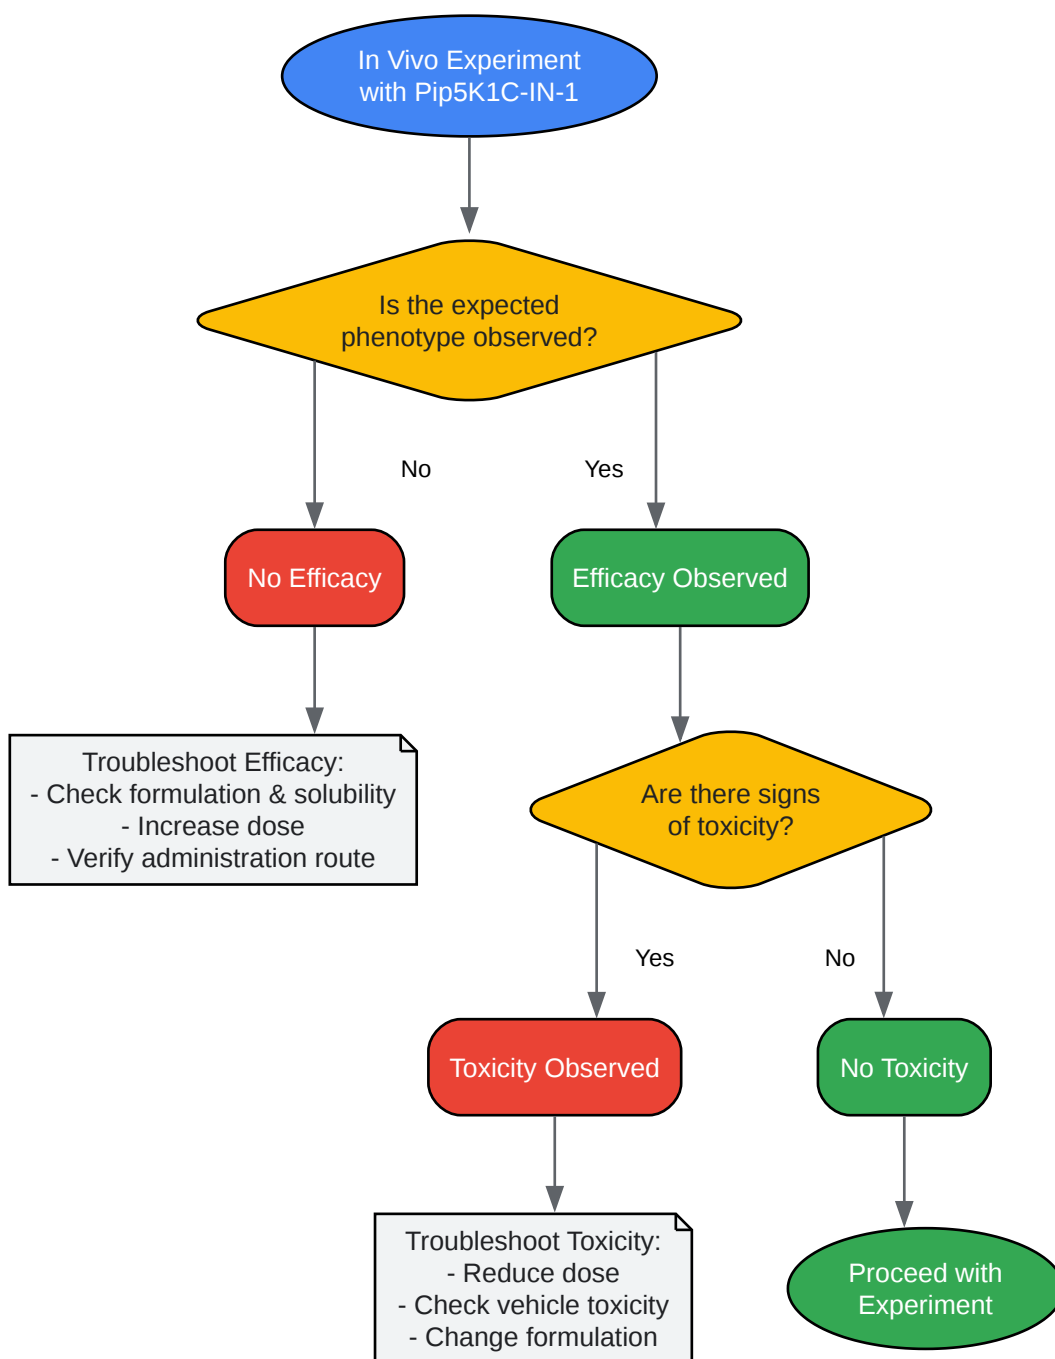 In Vivo Experiment
with Pip5K1C-IN-1
Is the expected
phenotype observed?
No
Yes
No Efficacy
Efficacy Observed
Troubleshoot Efficacy:
- Check formulation & solubility
- Increase dose
- Verify administration route
Are there signs
of toxicity?
Yes
No
Toxicity Observed
No Toxicity
Troubleshoot Toxicity:
- Reduce dose
- Check vehicle toxicity
- Change formulation
Proceed with
Experiment